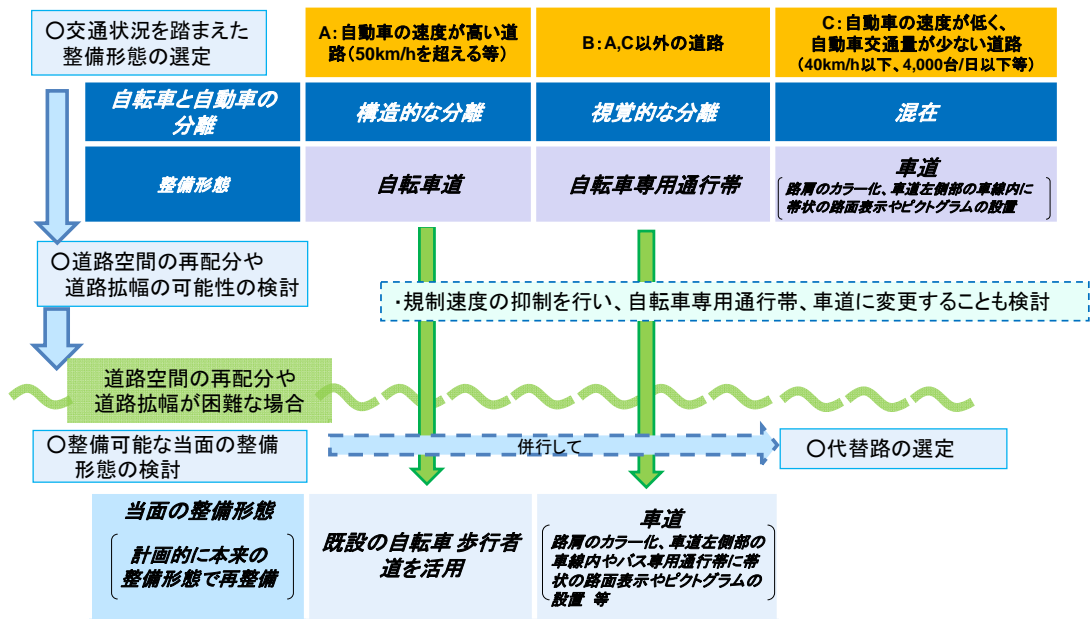 〇交通状況を踏まえた
整備形態の選定
A：自動車の速度が高い道
路（50km/hを超える等）
B：A,C以外の道路
C：自動車の速度が低く、
自動車交通量が少ない道路
（40km/h以下、4,000台/日以下等）
自転車と自動車の
分離
構造的な分離
視覚的な分離
混在
整備形態
自転車道
自転車専用通行帯
車道
路肩のカラー化、車道左側部の車線内に
帯状の路面表示やピクトグラムの設置
〇道路空間の再配分や
道路拡幅の可能性の検討
・規制速度の抑制を行い、自転車専用通行帯、車道に変更することも検討
道路空間の再配分や
道路拡幅が困難な場合
〇整備可能な当面の整備
形態の検討
併行して
〇代替路の選定
当面の整備形態
計画的に本来の
整備形態で再整備
既設の自転車 歩行者
道を活用
車道
路肩のカラー化、車道左側部の
車線内やバス専用通行帯に帯
状の路面表示やピクトグラムの
設置 等